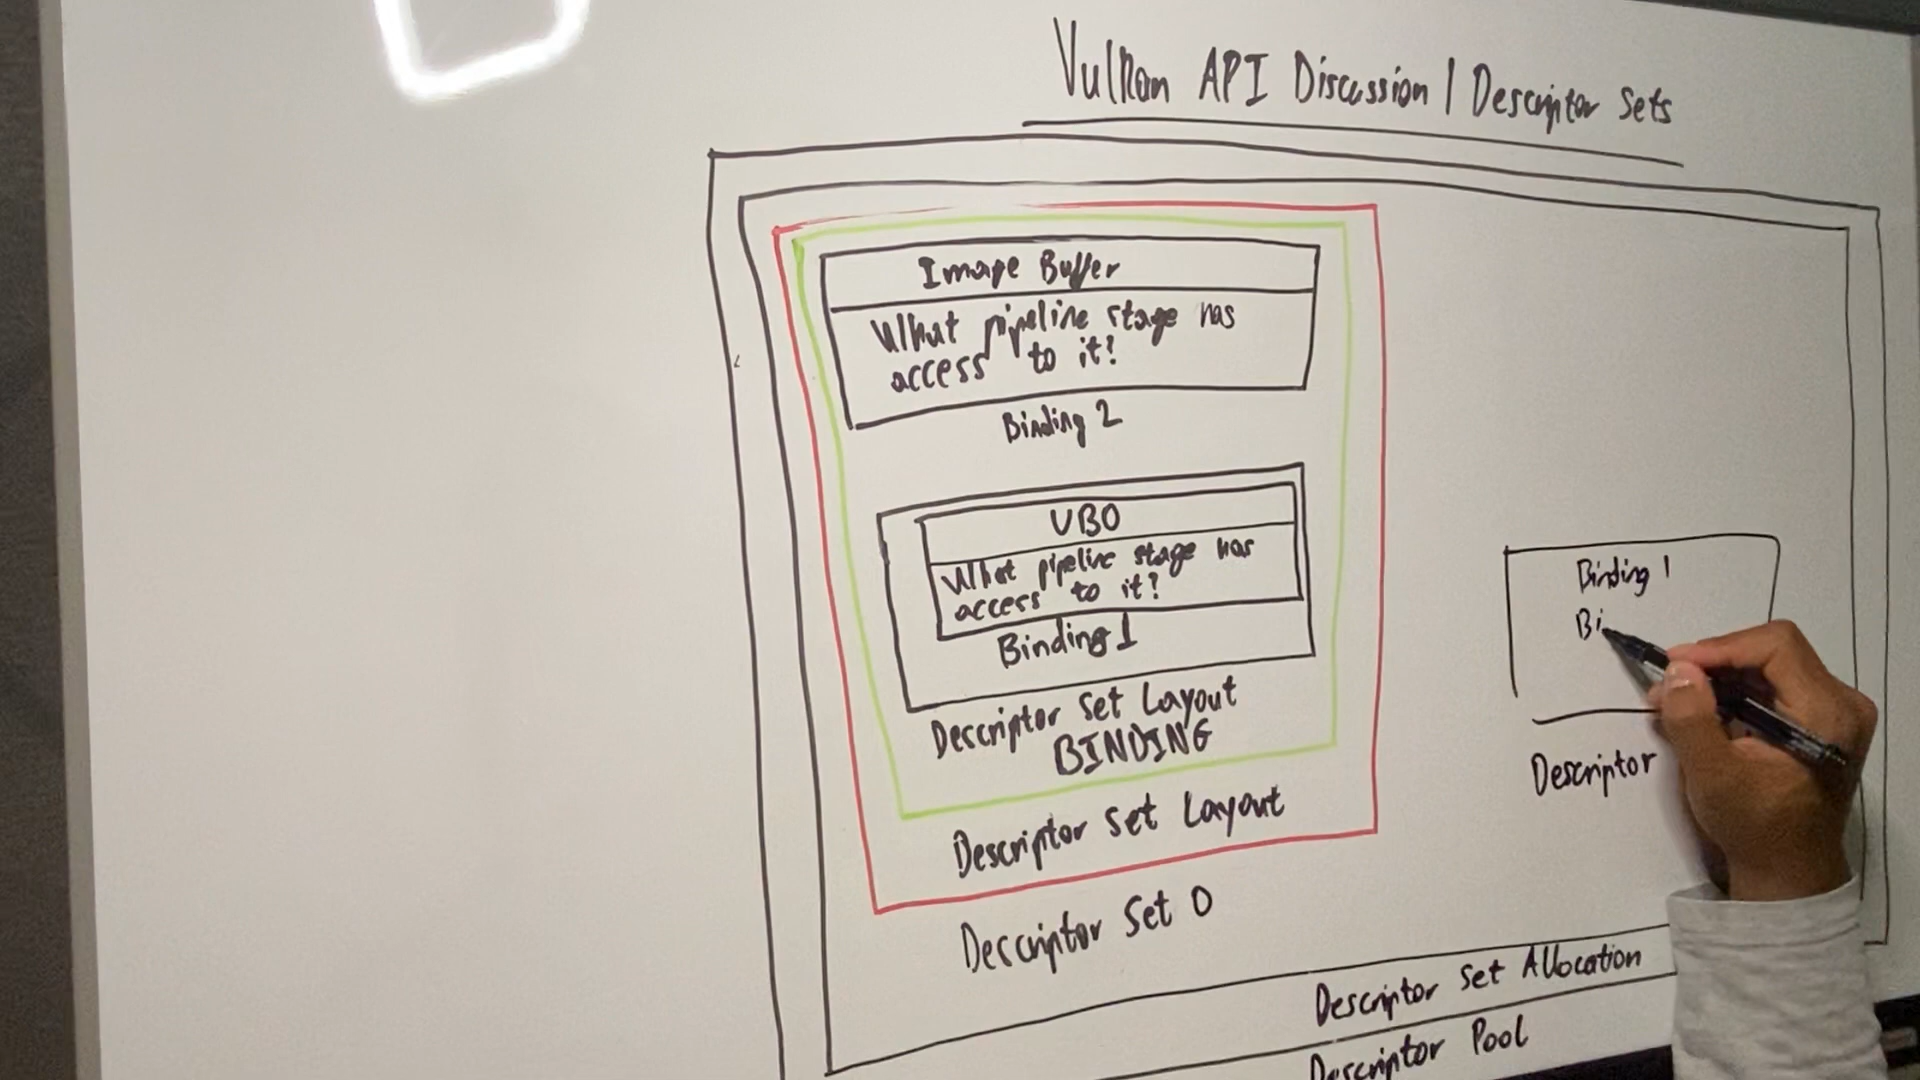 Vulkan API Discussion | Descriptor Sets
Image Buffer
What pipeline stage has
access to it?
Binding 2
UBO
What pipeline stage has
access to it?
Binding 1
Descriptor Set Layout
BINDING
Descriptor Set Layout
Descriptor Set 0
Binding 1
Bi
Descriptor
Descriptor Set Allocation
Descriptor Pool